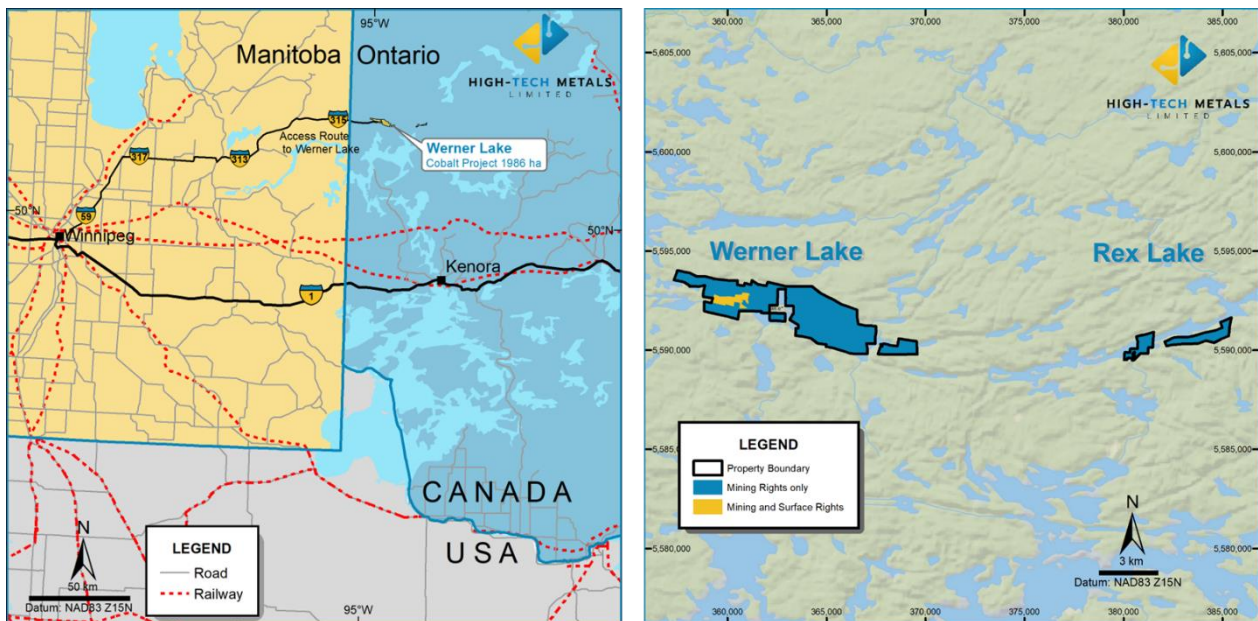 95°W
Manitoba
Ontario
HIGH-TECH METALS
LIMITED
315
Access Route
to Werner Lake
Werner Lake
Cobalt Project 1986 ha
317
313
50°N
59
Winnipeg
50°N
Kenora
1
CANADA
USA
N
50 km
Datum: NAD83 Z15N
LEGEND
Road
Railway
95°W
360,000
365,000
370,000
375,000
380,000
385,000
5,605,000
5,605,000
HIGH-TECH METALS
LIMITED
5,600,000
5,600,000
5,595,000
5,595,000
Werner Lake
Rex Lake
5,590,000
5,590,000
5,585,000
5,585,000
LEGEND
Property Boundary
Mining Rights only
Mining and Surface Rights
N
5,580,000
5,580,000
3 km
Datum: NAD83 Z15N
360,000
365,000
370,000
375,000
380,000
385,000